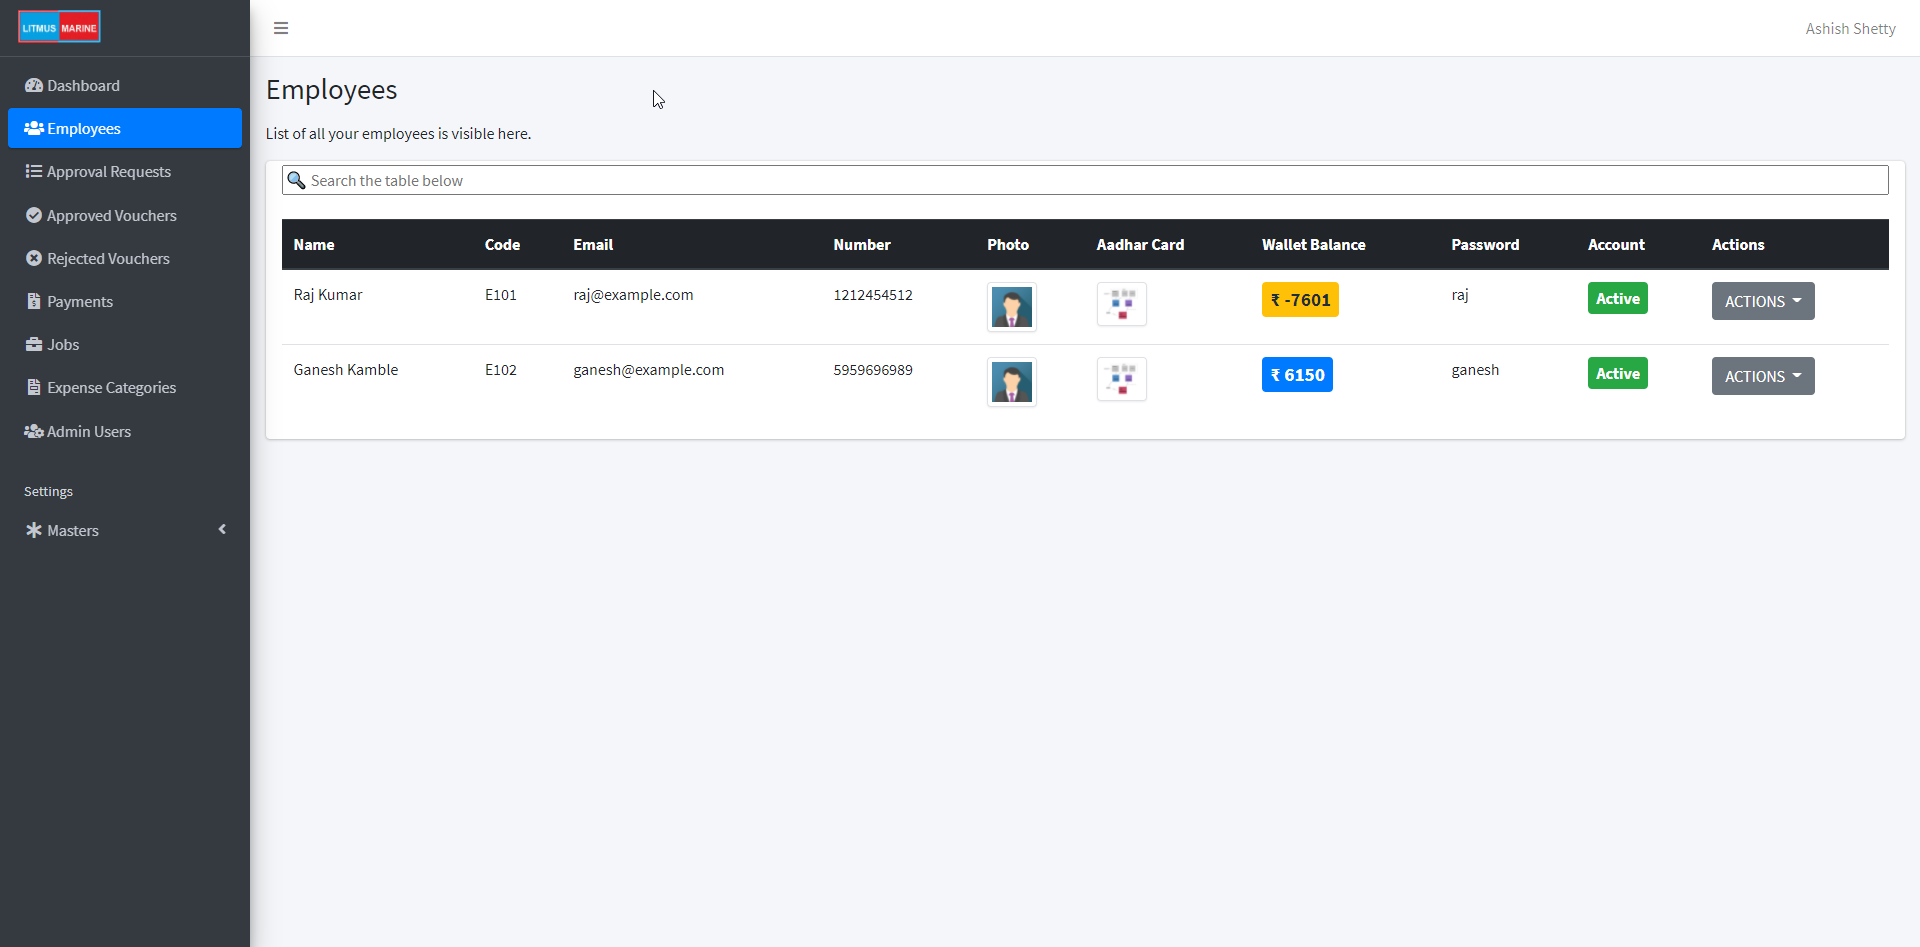 LITMUS MARINE
Ashish Shetty
Dashboard
Employees
Approval Requests
Approved Vouchers
Rejected Vouchers
Payments
Jobs
Expense Categories
Admin Users
Settings
Masters
Employees
List of all your employees is visible here.
Search the table below
Name Code Email Number Photo Aadhar Card Wallet Balance Password Account Actions
Raj Kumar E101 raj@example.com 1212454512 ₹ -7601 raj Active ACTIONS
Ganesh Kamble E102 ganesh@example.com 5959696989 ₹ 6150 ganesh Active ACTIONS